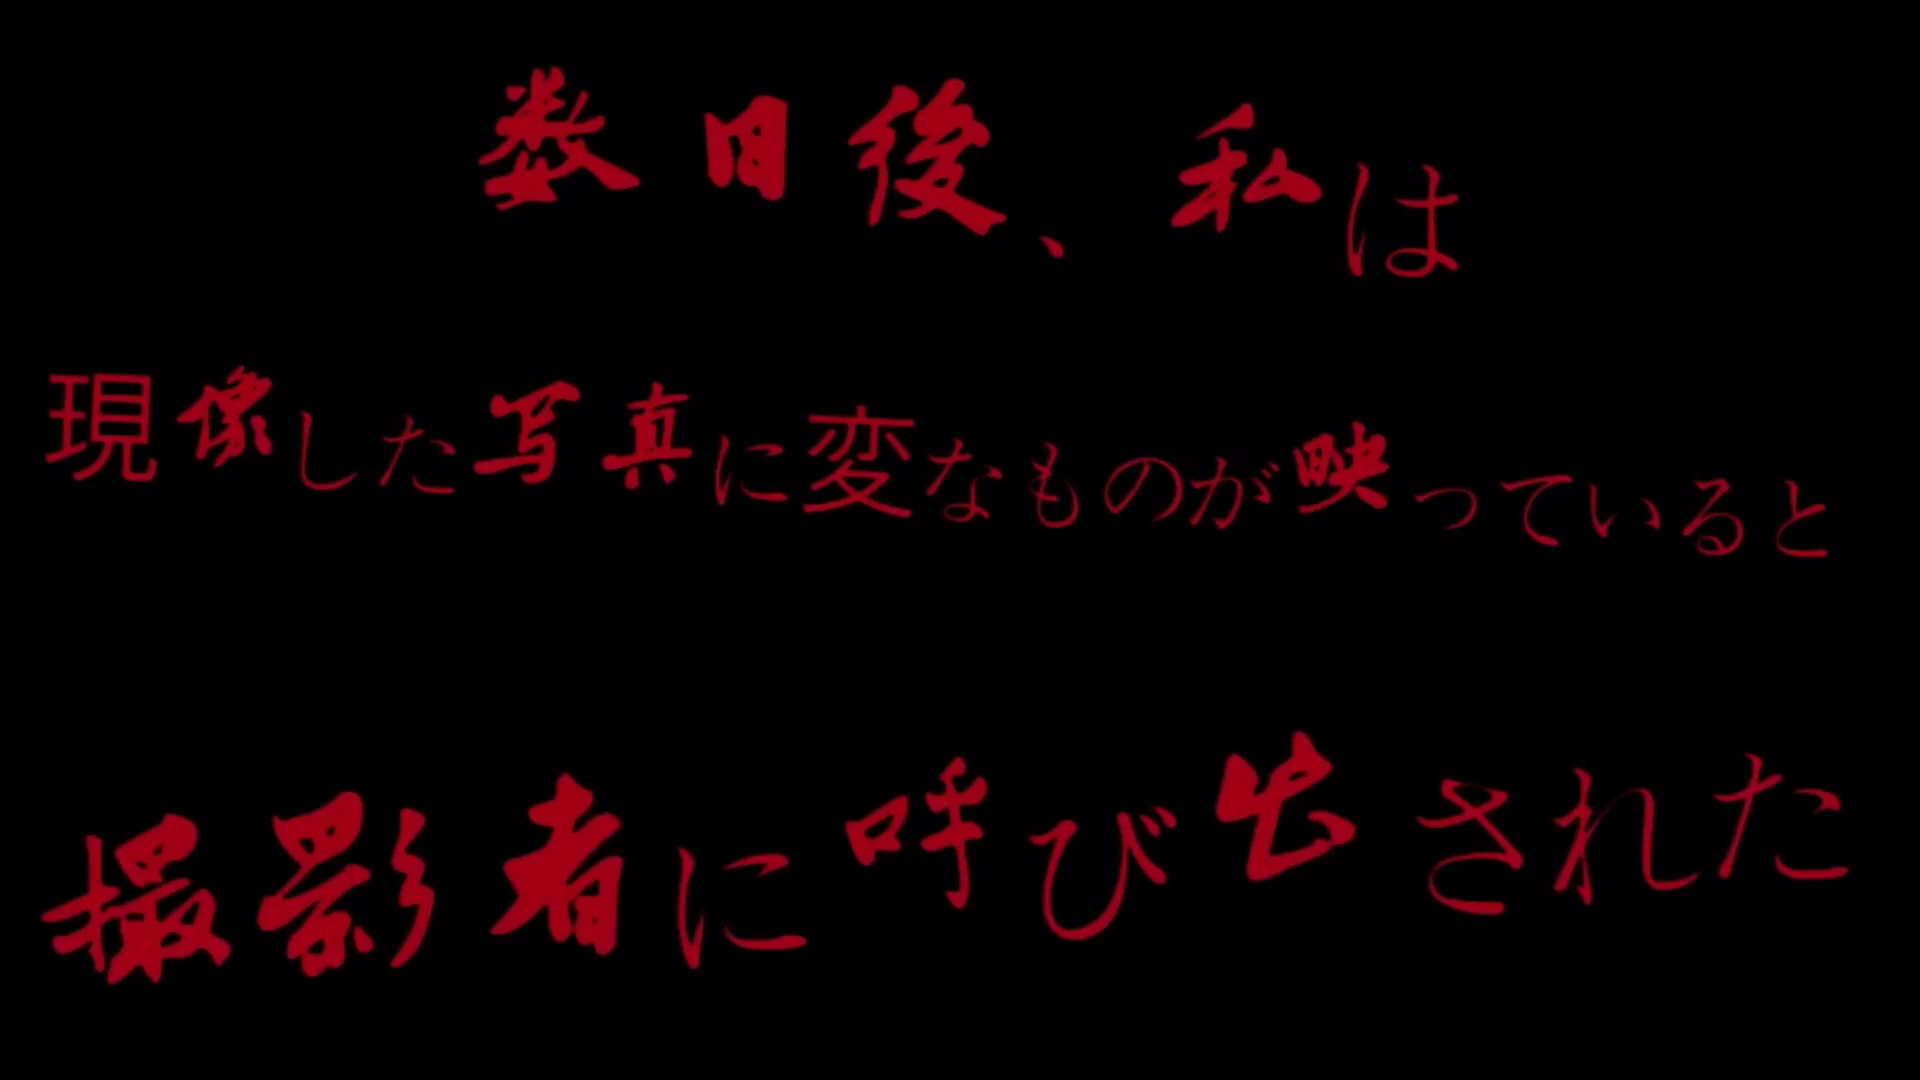 数日後、私は
現像した写真に変なものが映っていると
撮影者に呼び出された